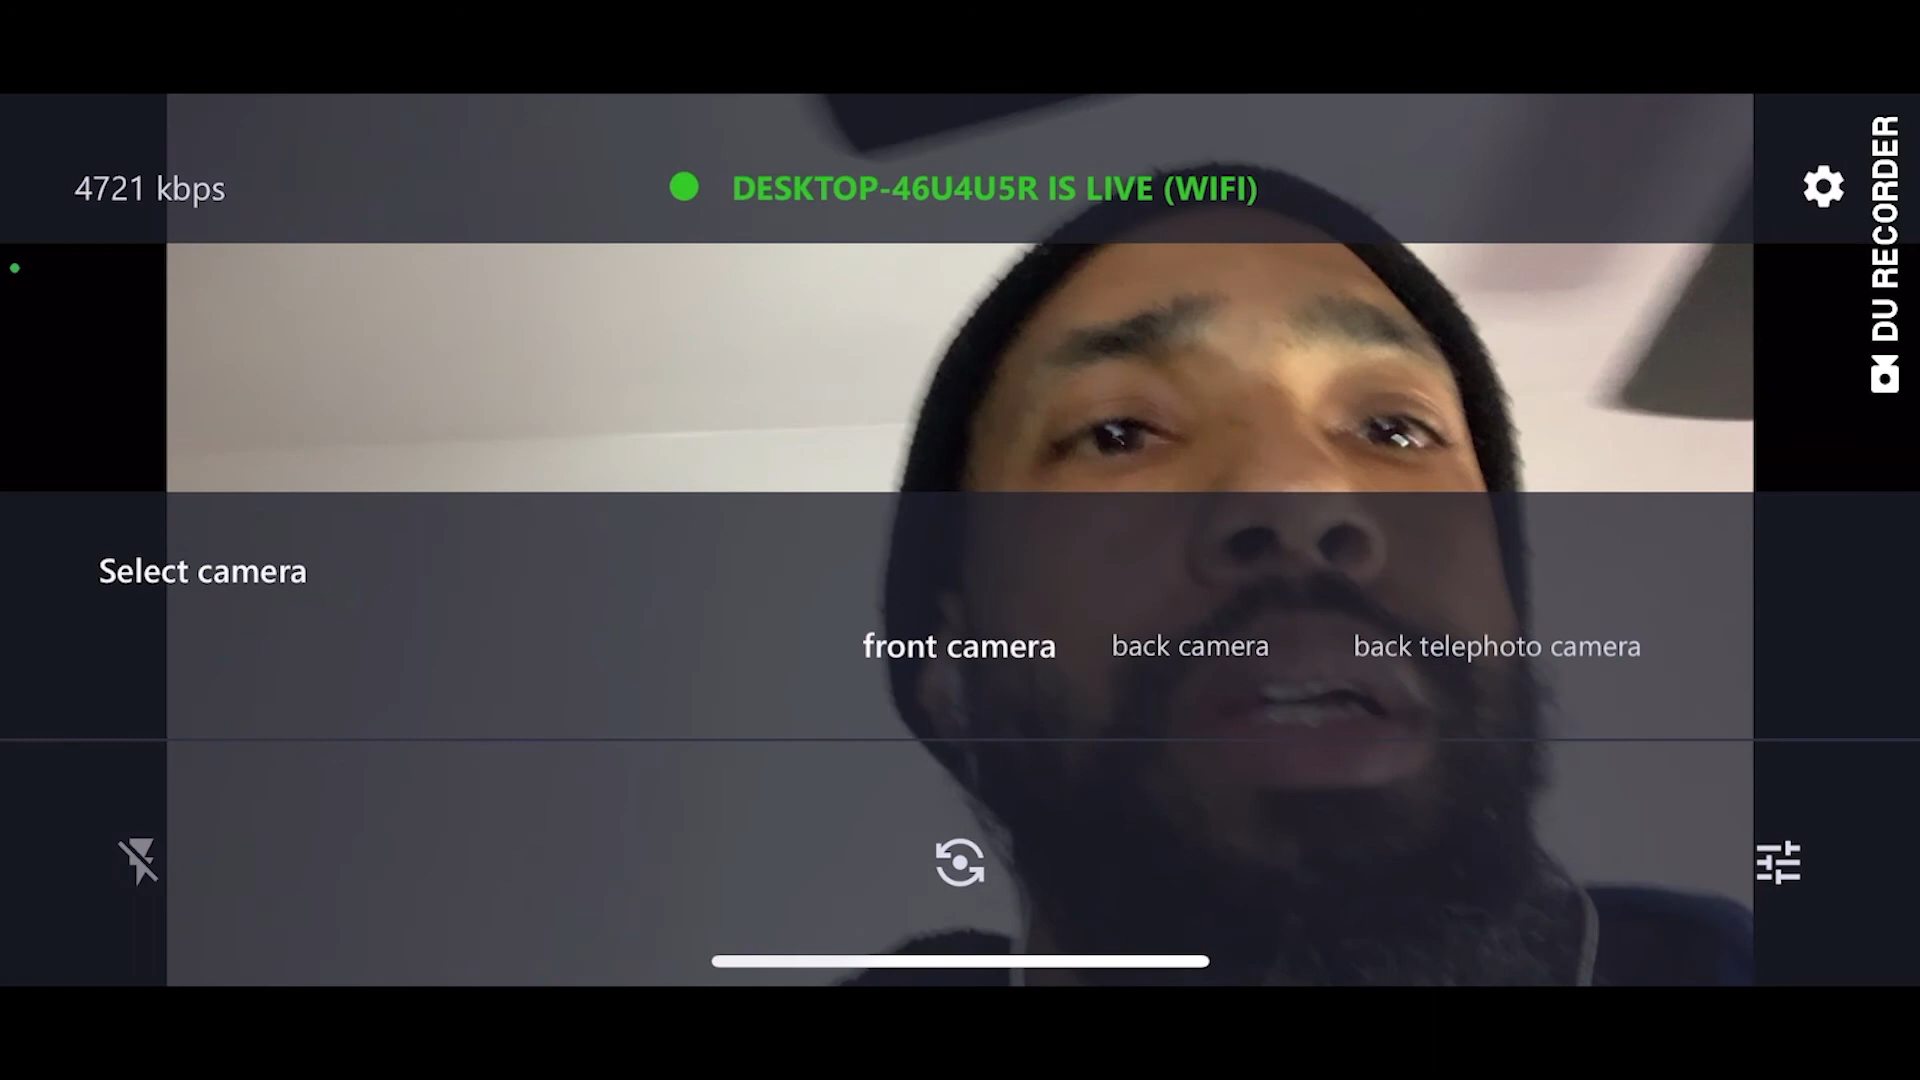 4721 kbps
DESKTOP-46U4U5R IS LIVE (WIFI)
DU RECORDER
Select camera
front camera
back camera
back telephoto camera